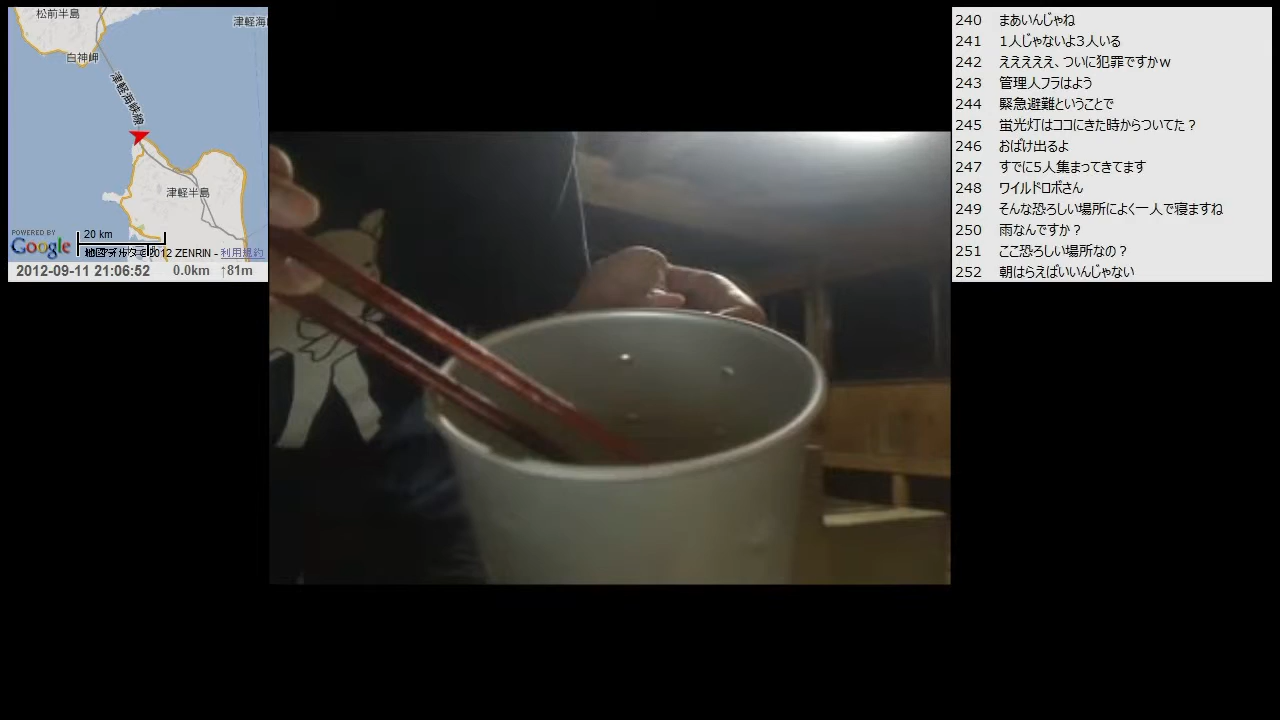 松前半島
津軽海
白神岬
津軽海峡線
津軽半島
20 km
POWERED BY
Google
2012 ZENRIN - 利用規約
2012-09-11 21:06:52 0.0km ↑81m
240 まあいんじゃね
241 1人じゃないよ3人いる
242 えええええ、ついに犯罪ですかw
243 管理人フラはよう
244 緊急避難ということで
245 蛍光灯はココにきた時からついてた？
246 おばけ出るよ
247 すでに5人集まってきてます
248 ワイルドロボさん
249 そんな恐ろしい場所によく一人で寝ますね
250 雨なんですか？
251 ここ恐ろしい場所なの？
252 朝はらえばいいんじゃない